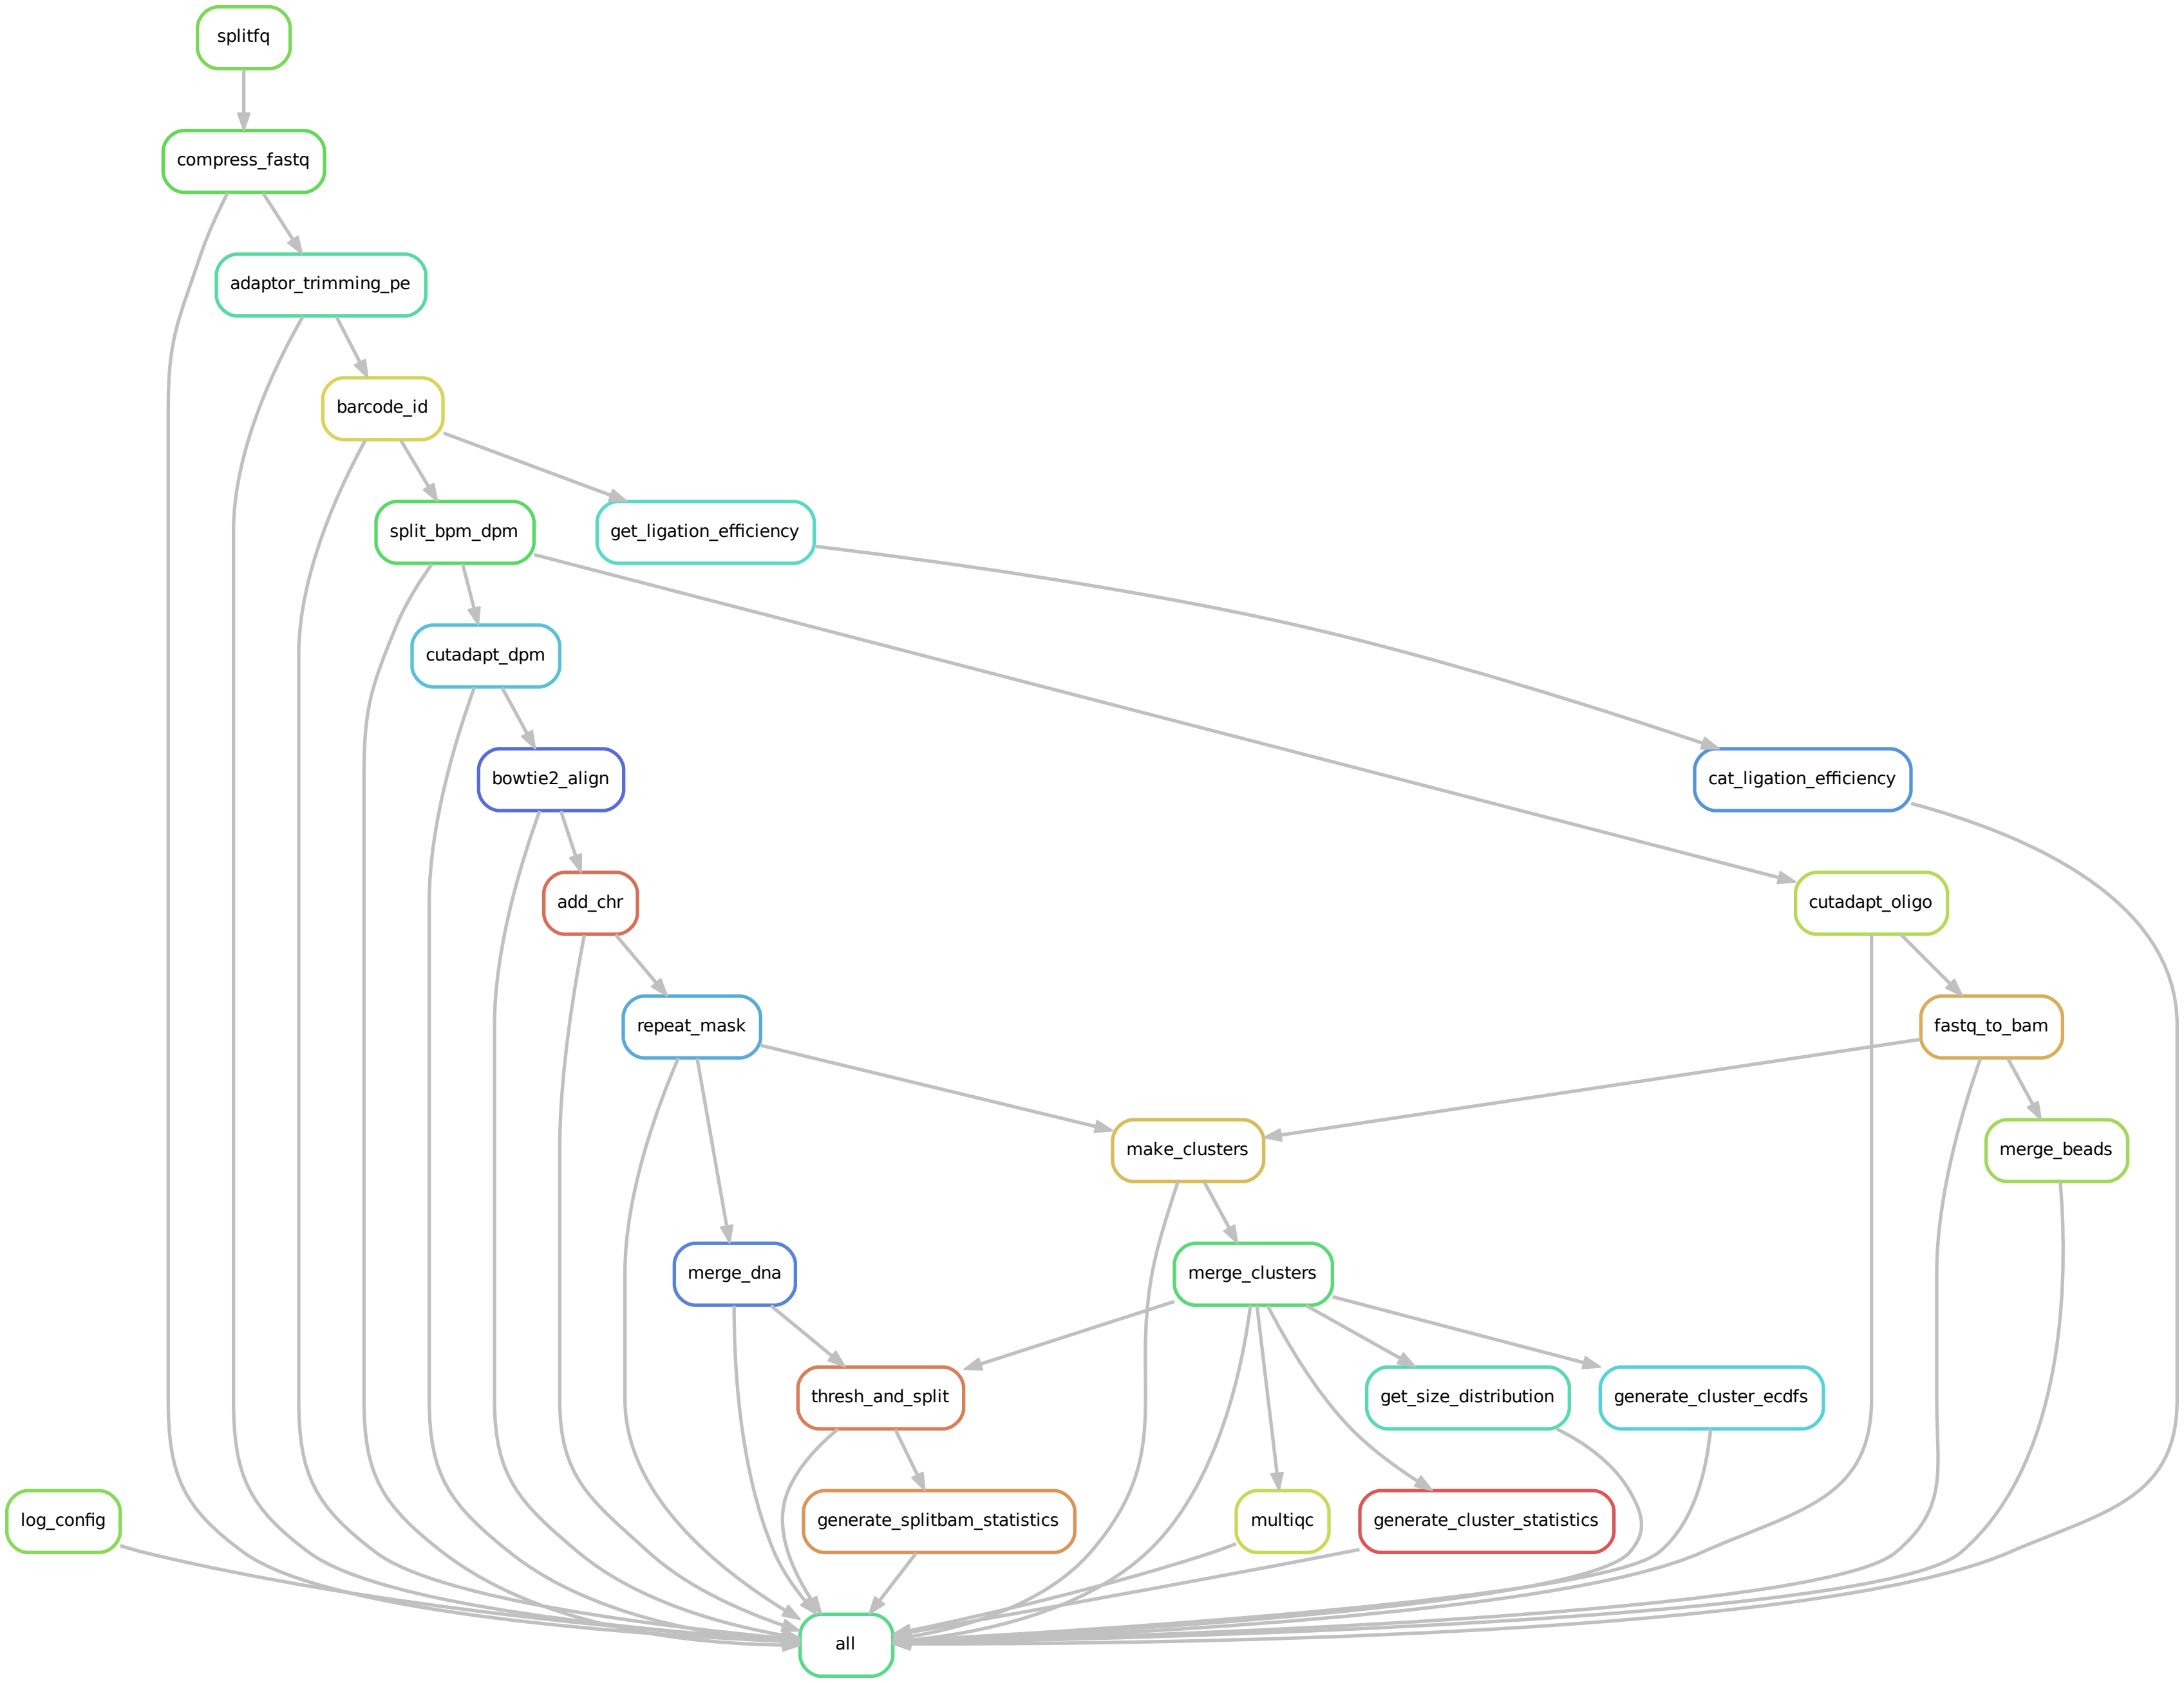 splitfq
compress_fastq
adaptor_trimming_pe
barcode_id
split_bpm_dpm
get_ligation_efficiency
cutadapt_dpm
bowtie2_align
cat_ligation_efficiency
add_chr
cutadapt_oligo
repeat_mask
fastq_to_bam
make_clusters
merge_beads
merge_dna
merge_clusters
thresh_and_split
get_size_distribution
generate_cluster_ecdfs
log_config
generate_splitbam_statistics
multiqc
generate_cluster_statistics
all